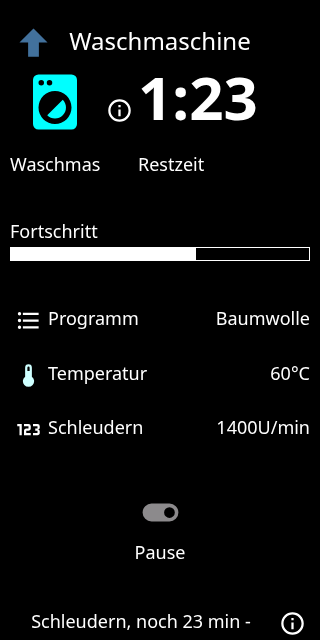 Waschmaschine
1:23
Waschmas Restzeit
Fortschritt
Programm Baumwolle
Temperatur 60°C
123 Schleudern 1400U/min
Pause
Schleudern, noch 23 min -